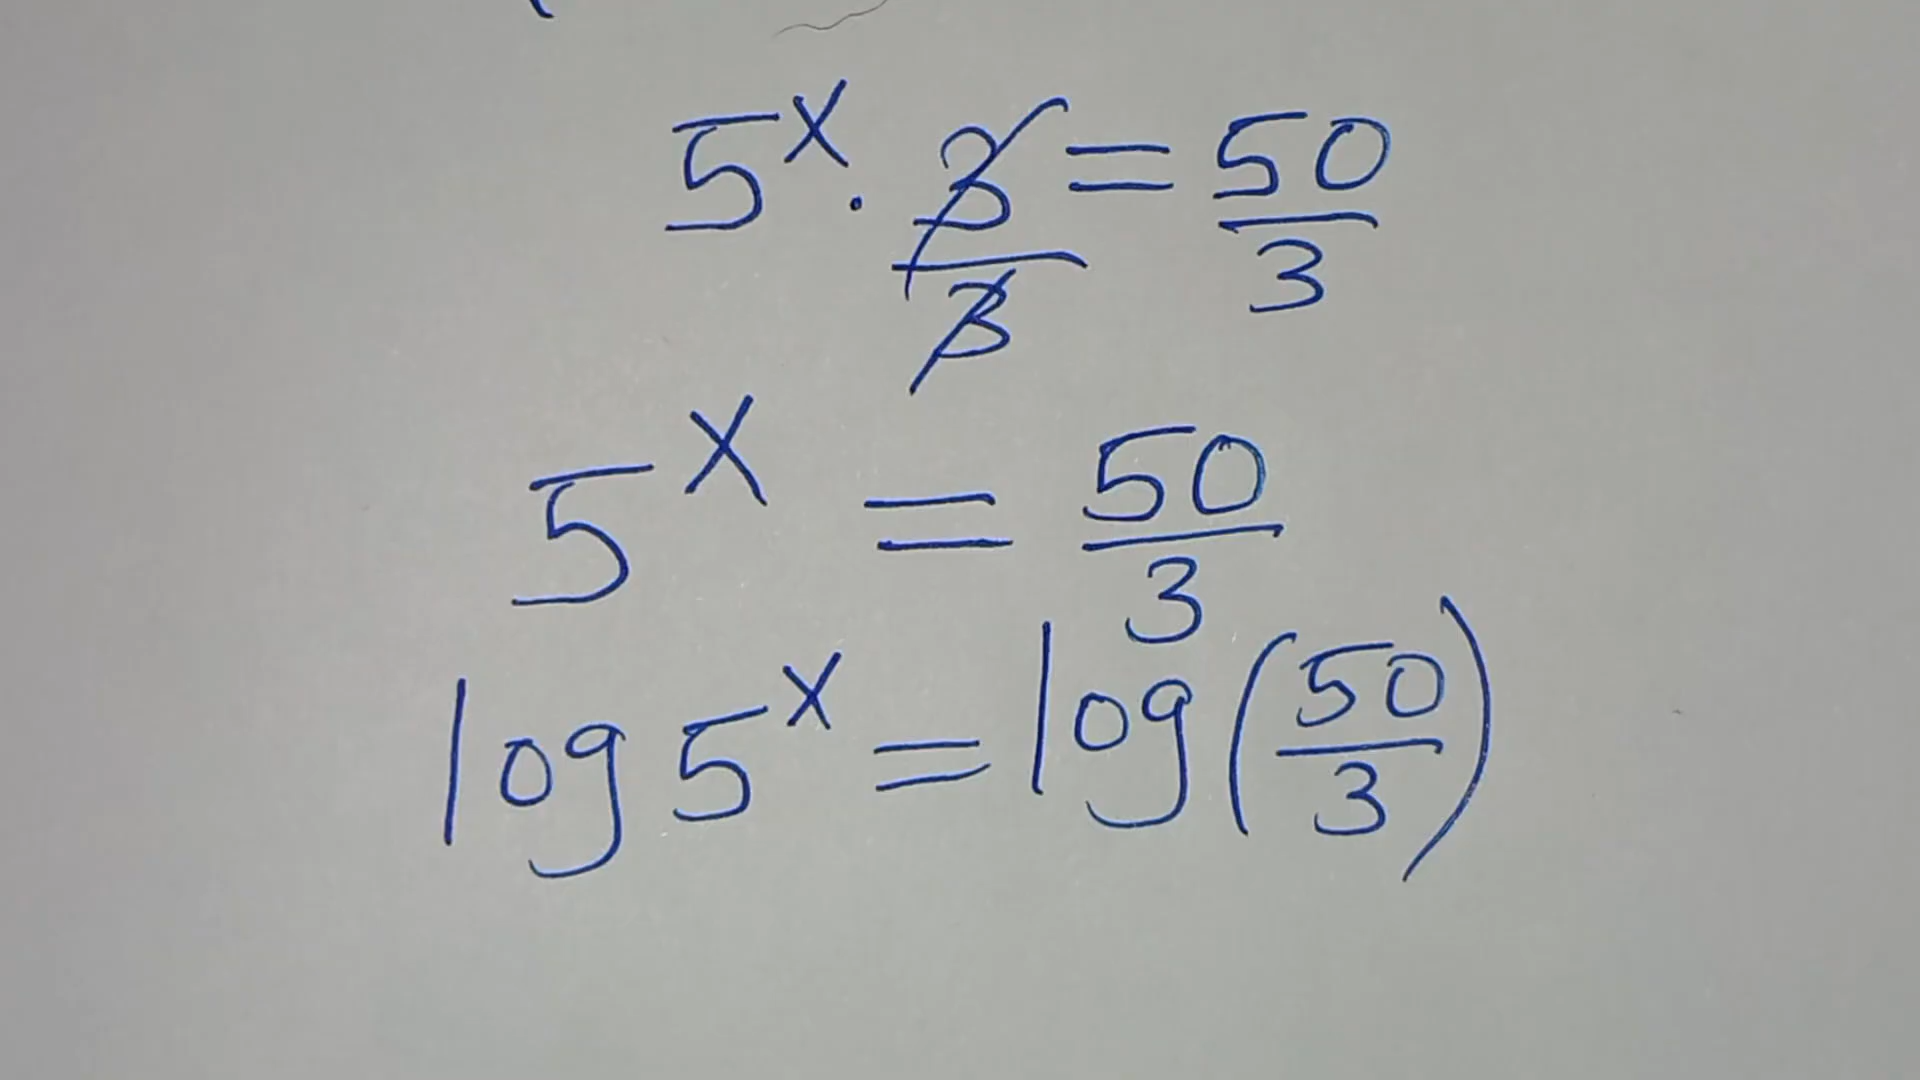 5^x · 3/3 = 50/3
5^x = 50/3
log 5^x = log(50/3)